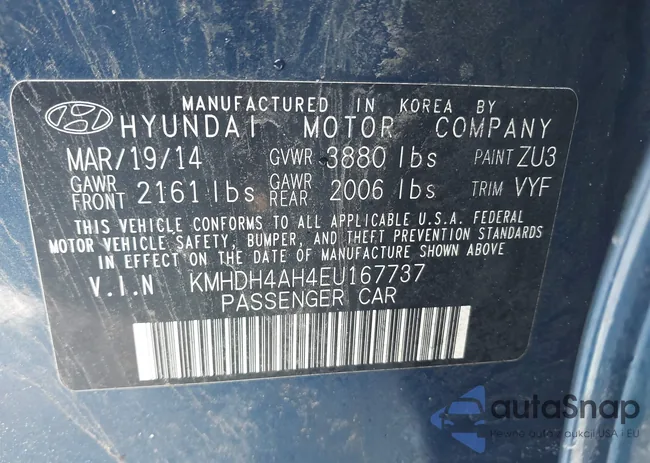 MANUFACTURED IN KOREA BY
HYUNDAI MOTOR COMPANY
MAR/19/14 GVWR 3880 lbs PAINT ZU3
GAWR FRONT 2161 lbs GAWR REAR 2006 lbs TRIM VYF
THIS VEHICLE CONFORMS TO ALL APPLICABLE U.S.A. FEDERAL
MOTOR VEHICLE SAFETY, BUMPER, AND THEFT PREVENTION STANDARDS
IN EFFECT ON THE DATE OF MANUFACTURE SHOWN ABOVE
V.I.N KMHDH4AH4EU167737
PASSENGER CAR
autoSnap